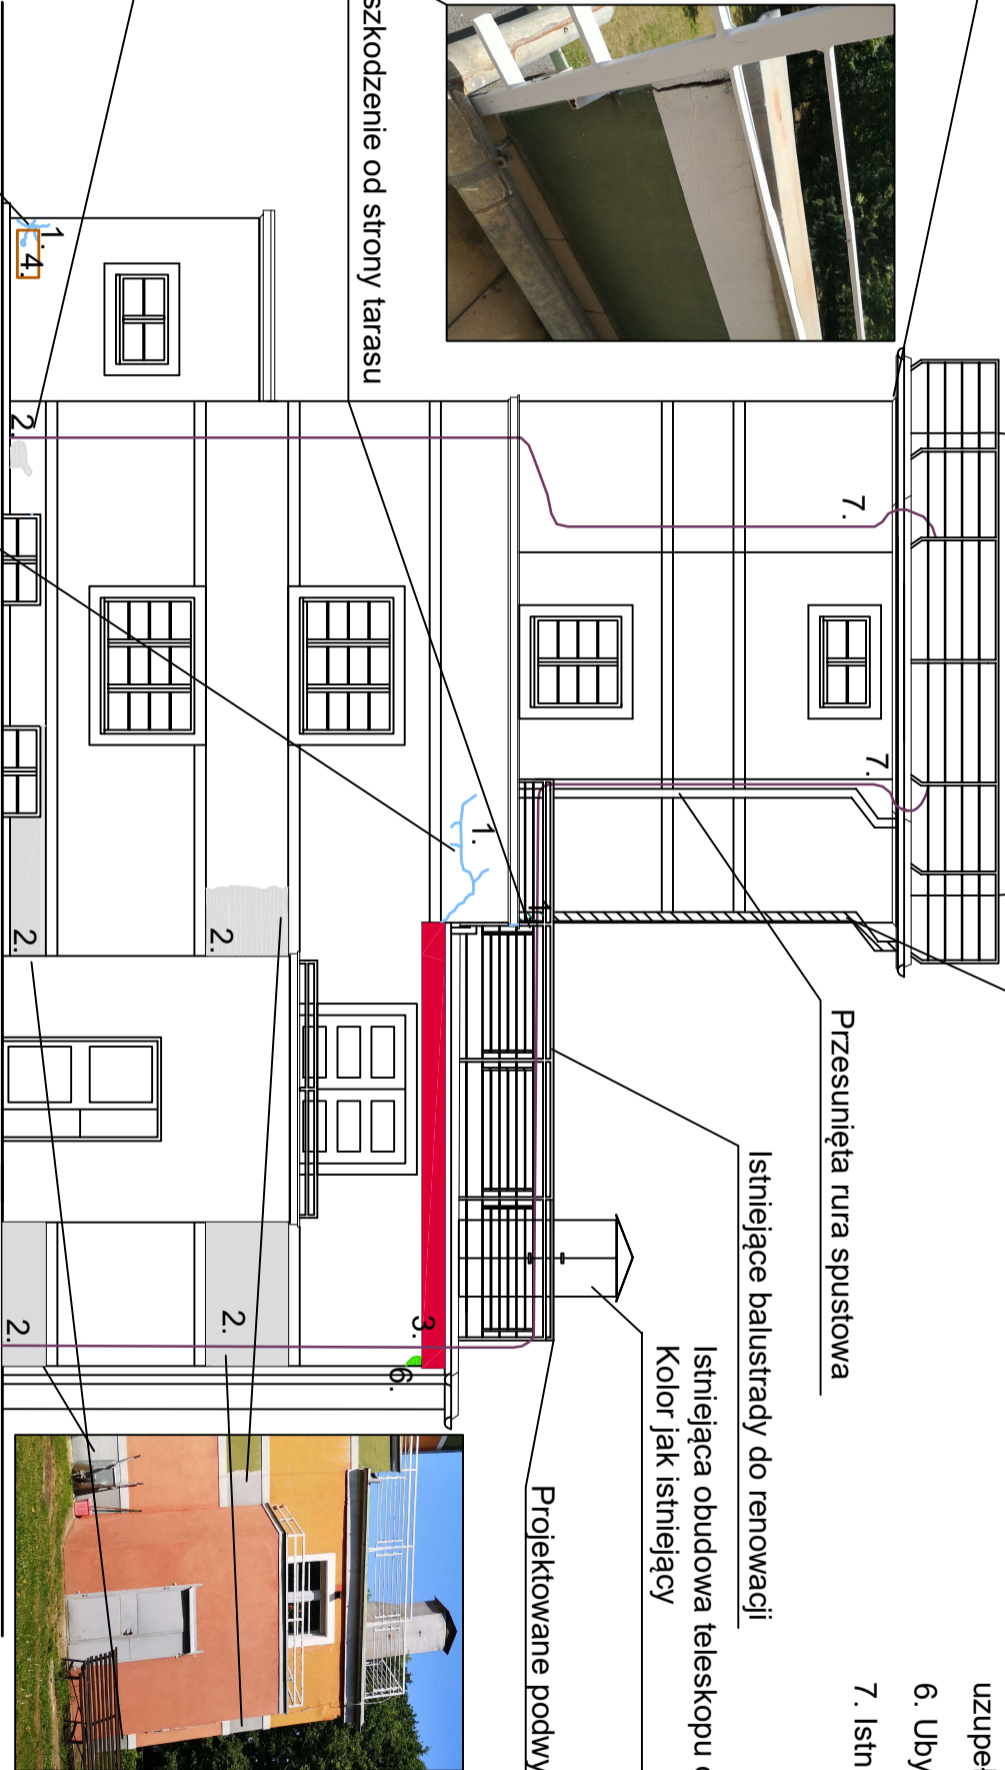 uzupeł
6. Uby
7. Istn
Przesunięta rura spustowa
7.
7.
Istniejące balustrady do renowacji
Istniejąca obudowa teleskopu
Kolor jak istniejący
Projektowane podwy
1.
szkodzenie od strony tarasu
3.
6.
2.
2.
1.
4.
2.
2.
2.